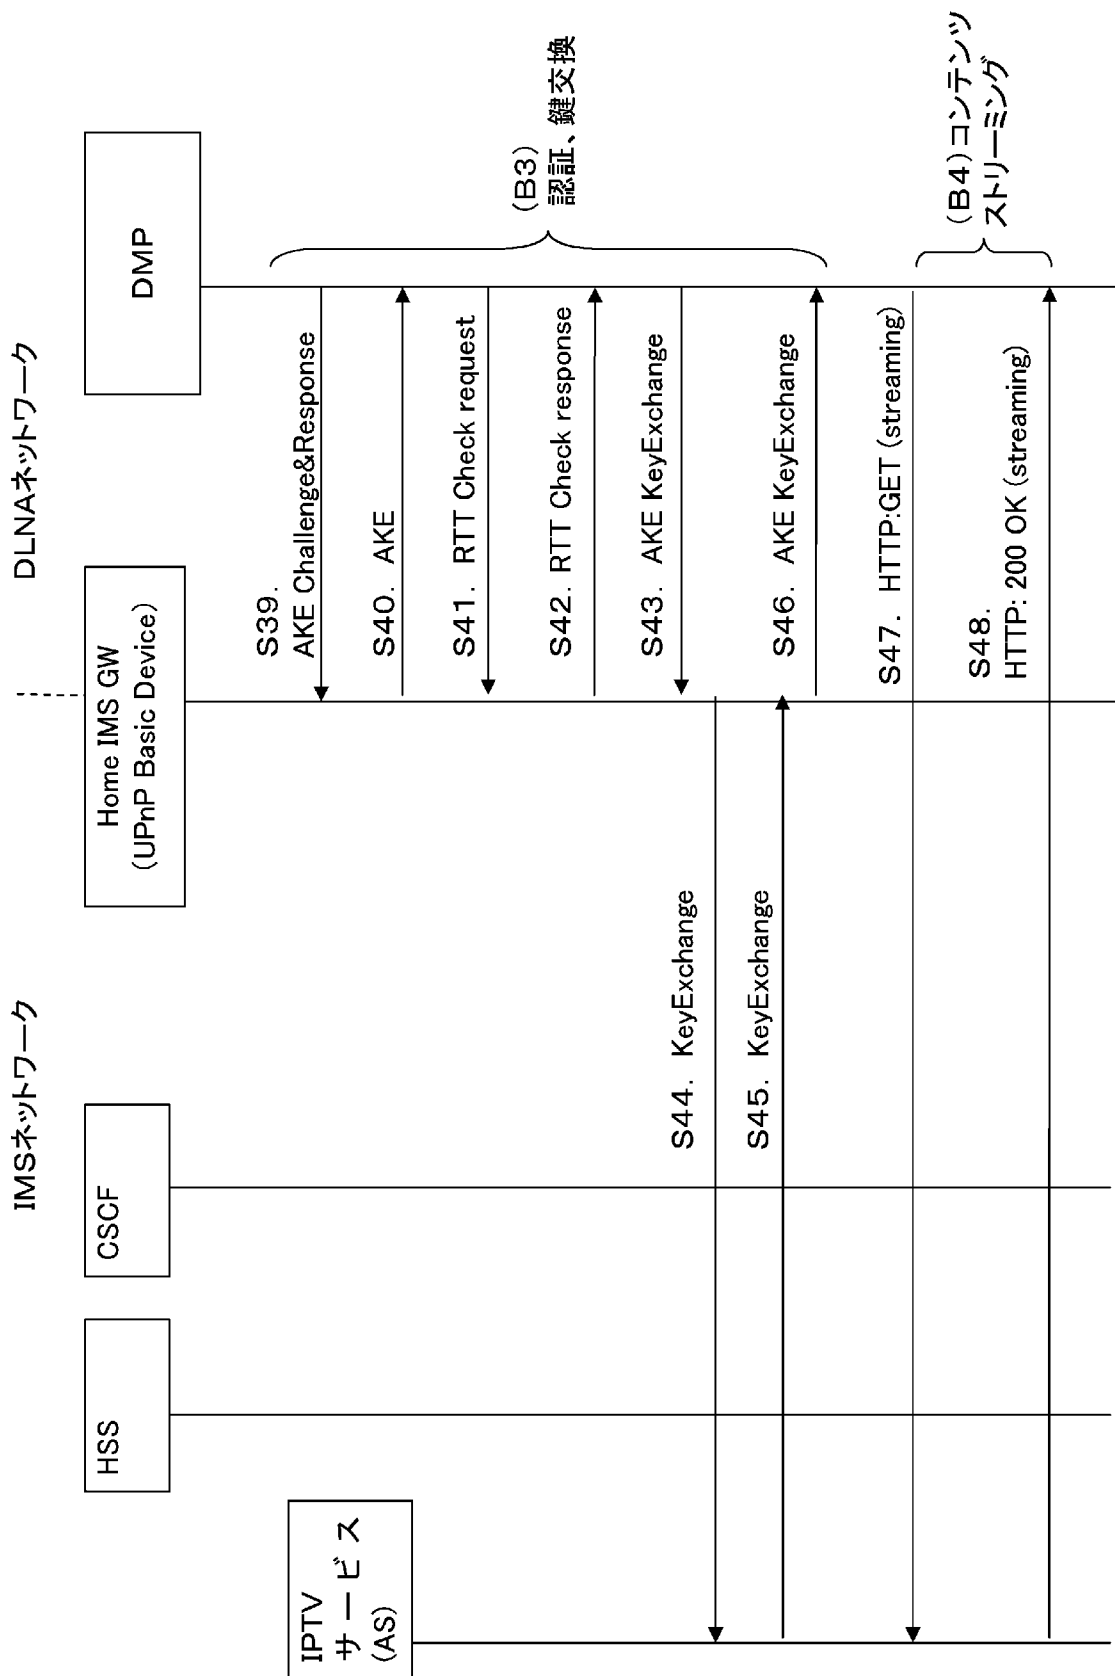 IMSネットワーク
DLNAネットワーク
IPTV
サービス
(AS)
HSS
CSCF
Home IMS GW
(UPnP Basic Device)
DMP
S39.
AKE Challenge&Response
S40. AKE
S41. RTT Check request
S42. RTT Check response
S43. AKE KeyExchange
S44. KeyExchange
S45. KeyExchange
S46. AKE KeyExchange
(B3)
認証、鍵交換
S47. HTTP:GET (streaming)
S48.
HTTP: 200 OK (streaming)
(B4)コンテンツ
ストリーミング